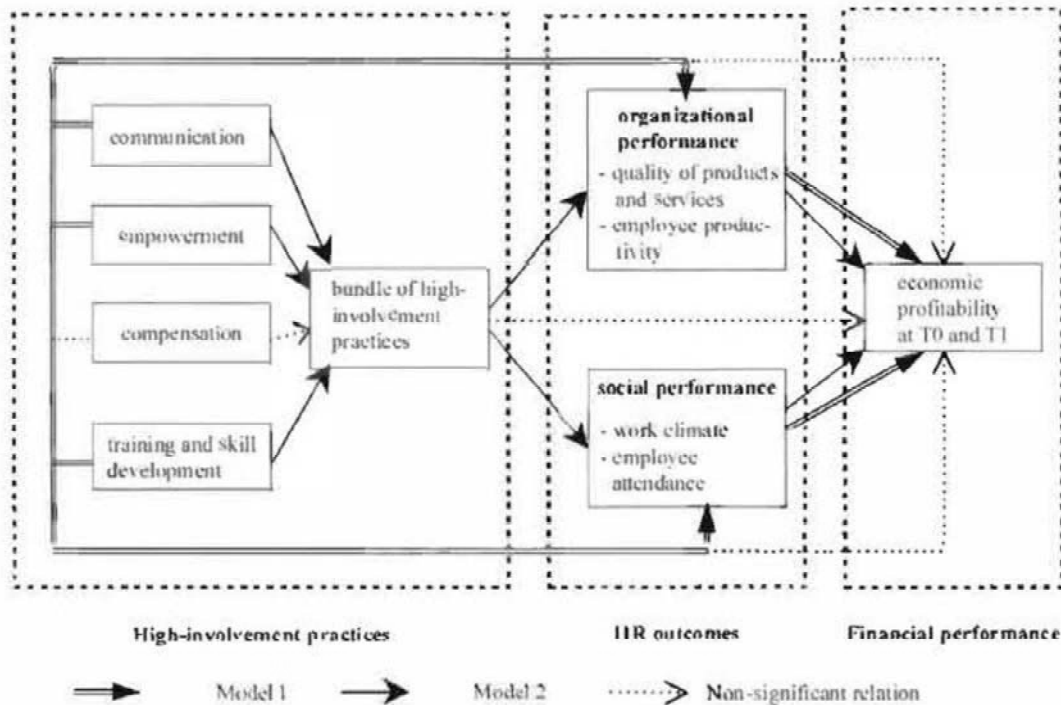 communication
empowerment
compensation
training and skill
development
bundle of high-
involvement
practices
organizational
performance
- quality of products
and services
- employee produc-
tivity
social performance
- work climate
- employee
attendance
economic
profitability
at T0 and T1
High-involvement practices
HR outcomes
Financial performance
Model 1
Model 2
Non-significant relation